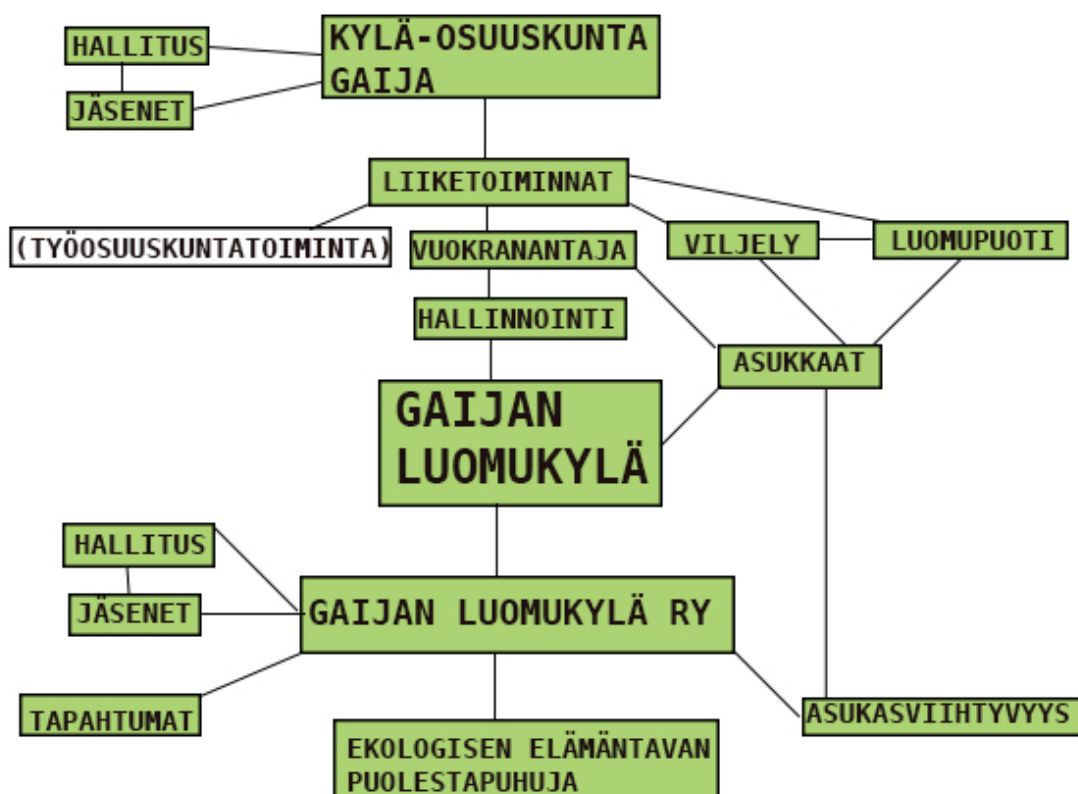 KYLÄ-OSUUSKUNTA
GAIJA
HALLITUS
JÄSENET
LIIKETOIMINNAT
(TYÖOSUUSKUNTATOIMINTA)
VUOKRANANTAJA
VILJELY
LUOMUPUOTI
HALLINNOINTI
ASUKKAAT
GAIJAN
LUOMUKYLÄ
HALLITUS
JÄSENET
GAIJAN LUOMUKYLÄ RY
TAPAHTUMAT
ASUKASVIIHTYVYYS
EKOLOGISEN ELÄMÄNTAVAN
PUOLESTAPUHUJA